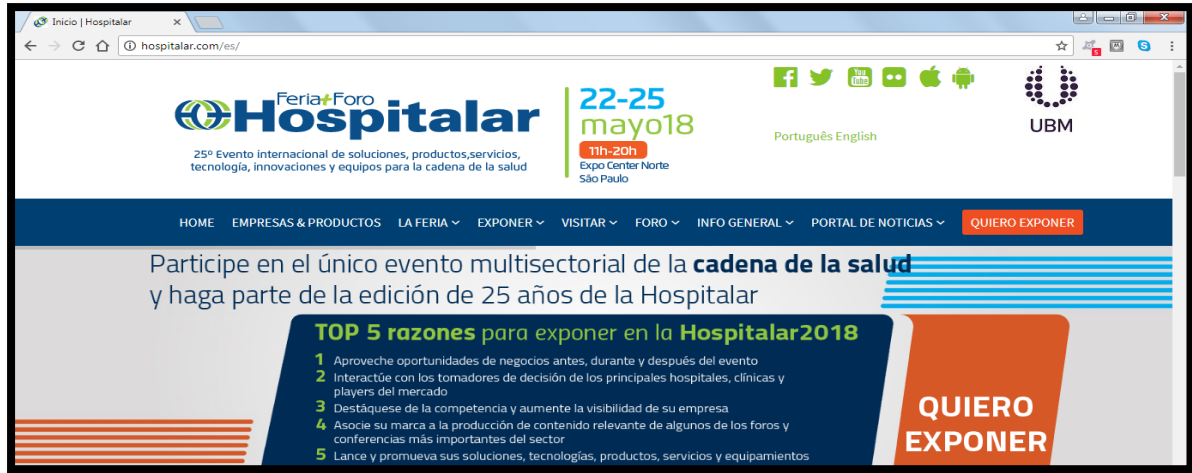 Inicio | Hospitalar
hospitalar.com/es/
Feria+Foro
Hospitalar
25º Evento internacional de soluciones, productos,servicios,
tecnología, innovaciones y equipos para la cadena de la salud
22-25
mayo18
11h-20h
Expo Center Norte
São Paulo
You
Tube
Português English
UBM
HOME EMPRESAS & PRODUCTOS LA FERIA EXPONER VISITAR FORO INFO GENERAL PORTAL DE NOTICIAS QUIERO EXPONER
Participe en el único evento multisectorial de la cadena de la salud
y haga parte de la edición de 25 años de la Hospitalar
TOP 5 razones para exponer en la Hospitalar2018
1 Aproveche oportunidades de negocios antes, durante y después del evento
2 Interactúe con los tomadores de decisión de los principales hospitales, clínicas y
players del mercado
3 Destáquese de la competencia y aumente la visibilidad de su empresa
4 Asocie su marca a la producción de contenido relevante de algunos de los foros y
conferencias más importantes del sector
5 Lance y promueva sus soluciones, tecnologías, productos, servicios y equipamientos
QUIERO
EXPONER